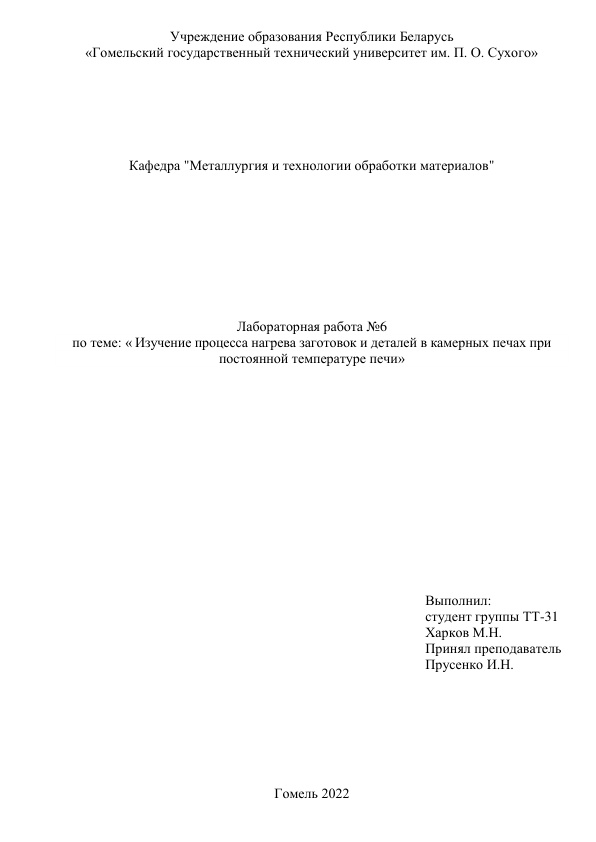 Учреждение образования Республики Беларусь
«Гомельский государственный технический университет им. П. О. Сухого»
Кафедра "Металлургия и технологии обработки материалов"
Лабораторная работа №6
по теме: « Изучение процесса нагрева заготовок и деталей в камерных печах при
постоянной температуре печи»
Выполнил:
студент группы ТТ-31
Харков М.Н.
Принял преподаватель
Прусенко И.Н.
Гомель 2022